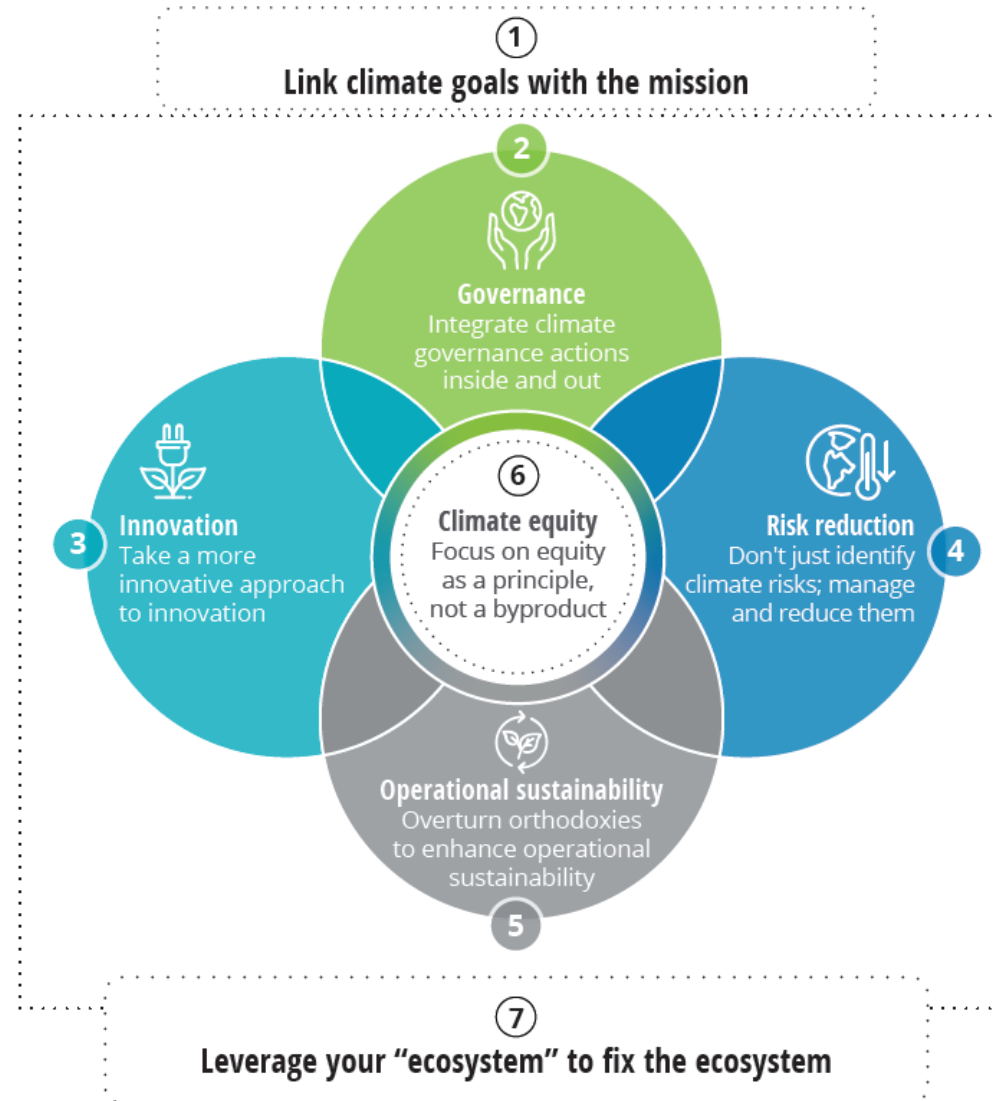 1
Link climate goals with the mission
2
Governance
Integrate climate
governance actions
inside and out
3
Innovation
Take a more
innovative approach
to innovation
4
Risk reduction
Don't just identify
climate risks; manage
and reduce them
5
Operational sustainability
Overturn orthodoxies
to enhance operational
sustainability
6
Climate equity
Focus on equity
as a principle,
not a byproduct
7
Leverage your “ecosystem” to fix the ecosystem